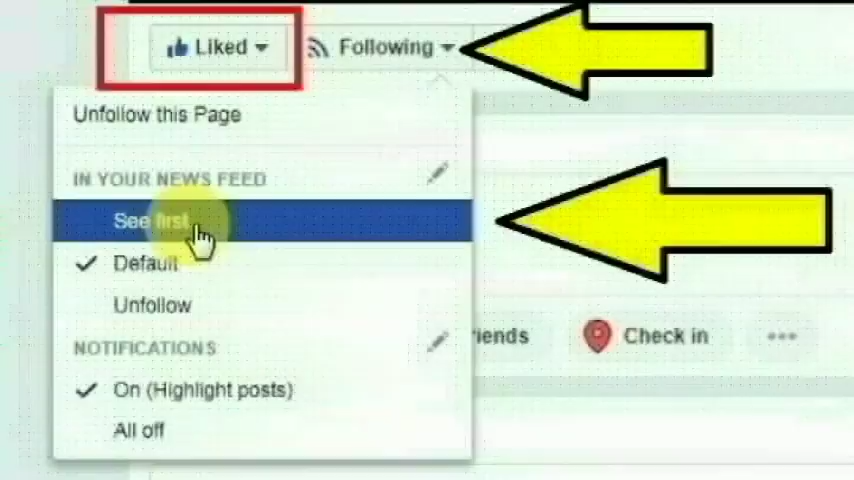 Liked Following
Unfollow this Page
IN YOUR NEWS FEED
See first
Default
Unfollow
riends Check in
NOTIFICATIONS
On (Highlight posts)
All off